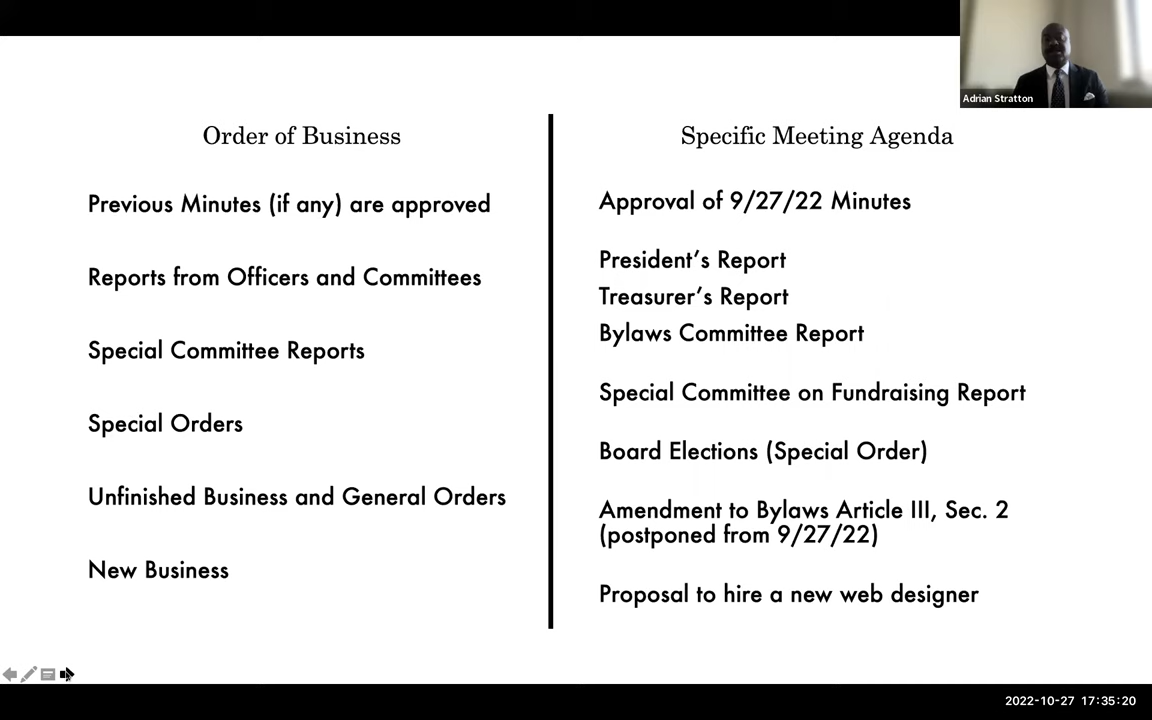 Adrian Stratton
Order of Business
Previous Minutes (if any) are approved
Reports from Officers and Committees
Special Committee Reports
Special Orders
Unfinished Business and General Orders
New Business
Specific Meeting Agenda
Approval of 9/27/22 Minutes
President’s Report
Treasurer’s Report
Bylaws Committee Report
Special Committee on Fundraising Report
Board Elections (Special Order)
Amendment to Bylaws Article III, Sec. 2
(postponed from 9/27/22)
Proposal to hire a new web designer
2022-10-27 17:35:20